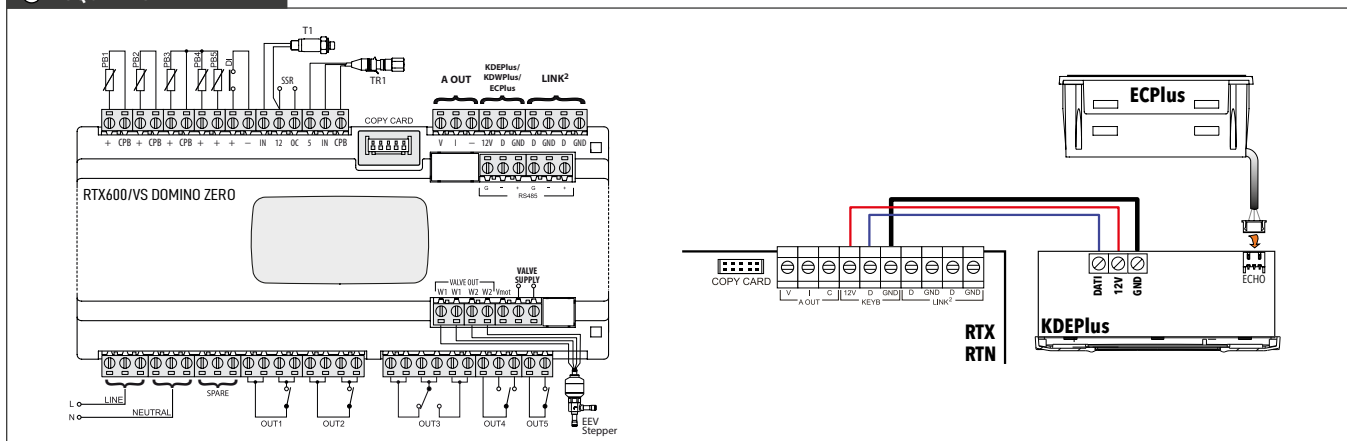 T1
PB1
PB2
PB3
PB4
PB5
DI
SSR
TR1
A OUT
KDEPlus/
KDWPlus/
ECPlus
LINK²
+ CPB + CPB + CPB + + + — IN 12 OC 5 IN CPB
COPY CARD
V I — 12V D GND D GND D GND
G – + G – +
RS485
RTX600/VS DOMINO ZERO
VALVE OUT
VALVE
SUPPLY
W1 W1 W2 W2 Vmot
LINE
L
N
NEUTRAL
SPARE
OUT1
OUT2
OUT3
OUT4
OUT5
EEV
Stepper
ECPlus
COPY CARD
V I C 12V D GND D GND D GND
A OUT
KEYB
LINK²
RTX
RTN
DATI
12V
GND
ECHO
KDEPlus